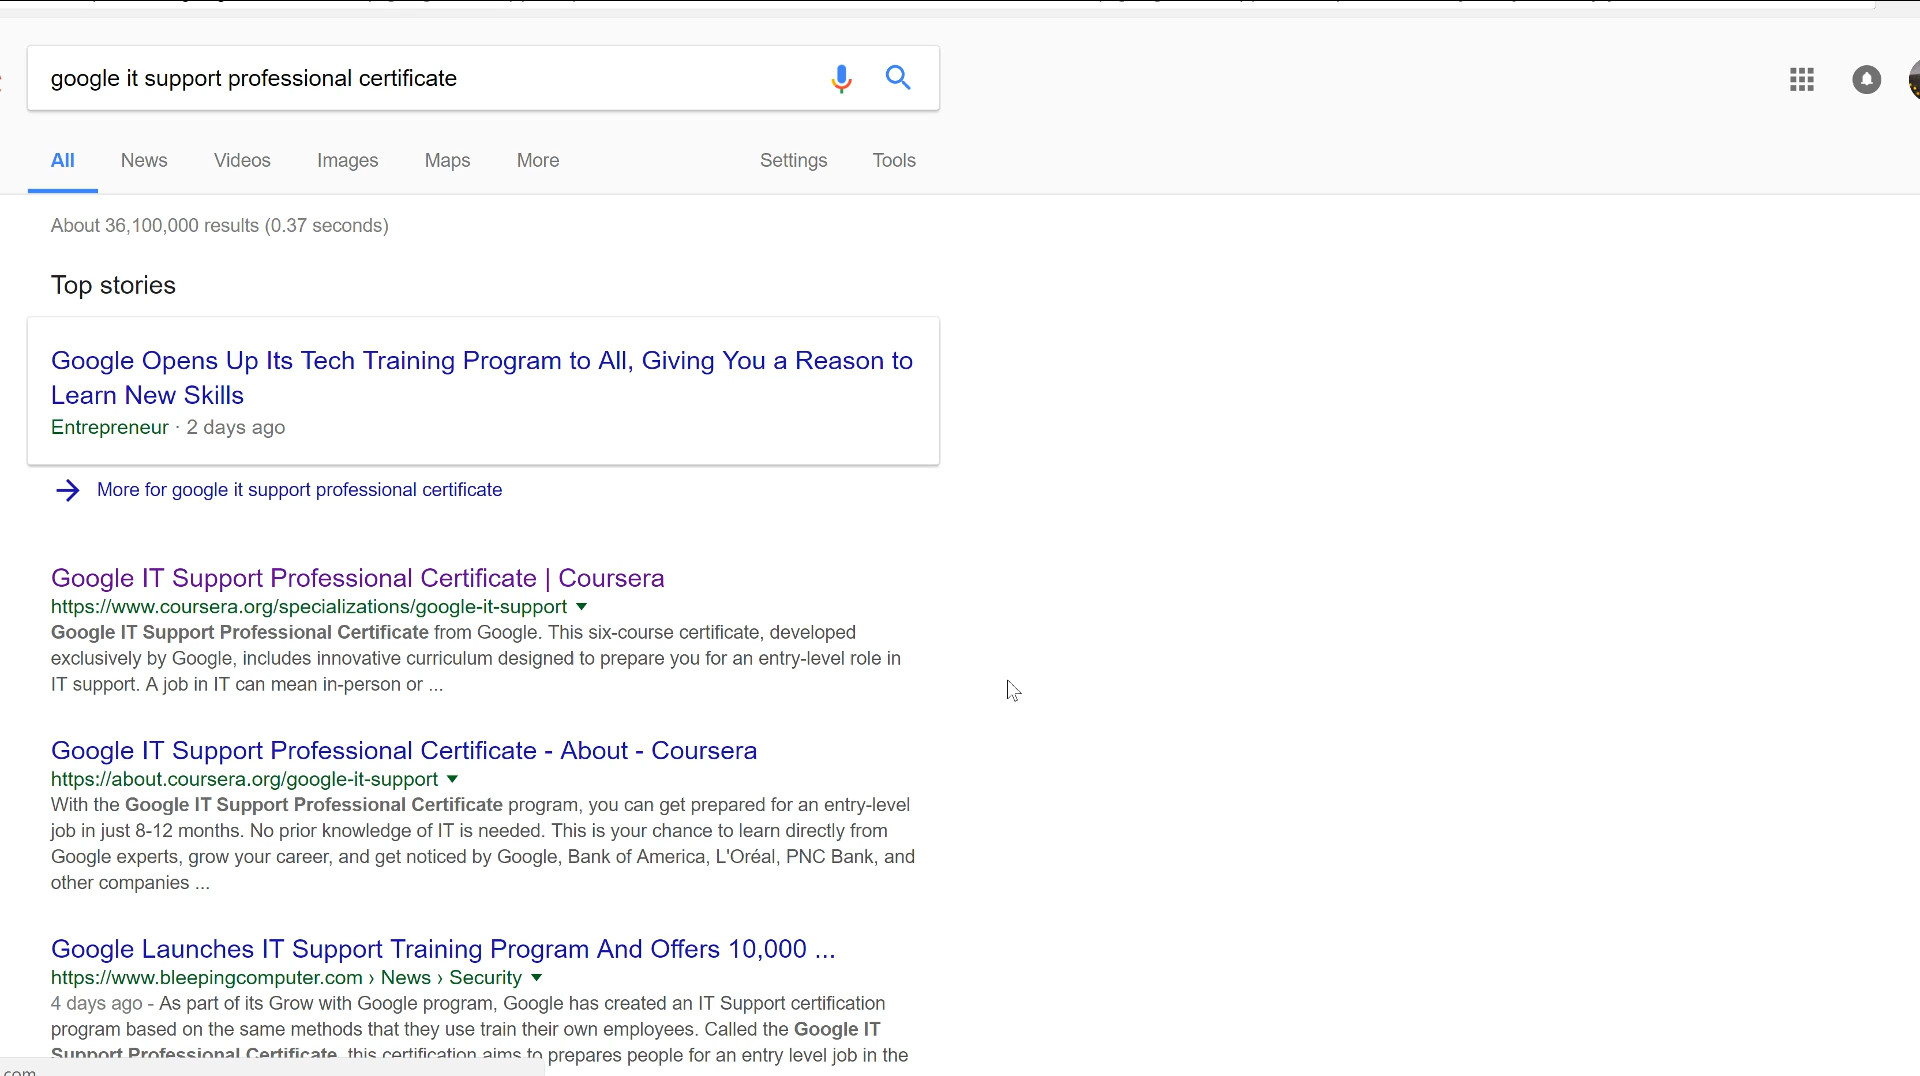 google it support professional certificate
All News Videos Images Maps More Settings Tools
About 36,100,000 results (0.37 seconds)
Top stories
Google Opens Up Its Tech Training Program to All, Giving You a Reason to
Learn New Skills
Entrepreneur · 2 days ago
More for google it support professional certificate
Google IT Support Professional Certificate | Coursera
https://www.coursera.org/specializations/google-it-support
Google IT Support Professional Certificate from Google. This six-course certificate, developed
exclusively by Google, includes innovative curriculum designed to prepare you for an entry-level role in
IT support. A job in IT can mean in-person or ...
Google IT Support Professional Certificate - About - Coursera
https://about.coursera.org/google-it-support
With the Google IT Support Professional Certificate program, you can get prepared for an entry-level
job in just 8-12 months. No prior knowledge of IT is needed. This is your chance to learn directly from
Google experts, grow your career, and get noticed by Google, Bank of America, L'Oréal, PNC Bank, and
other companies ...
Google Launches IT Support Training Program And Offers 10,000 ...
https://www.bleepingcomputer.com › News › Security
4 days ago - As part of its Grow with Google program, Google has created an IT Support certification
program based on the same methods that they use train their own employees. Called the Google IT
Support Professional Certificate, this certification aims to prepares people for an entry level job in the
.com